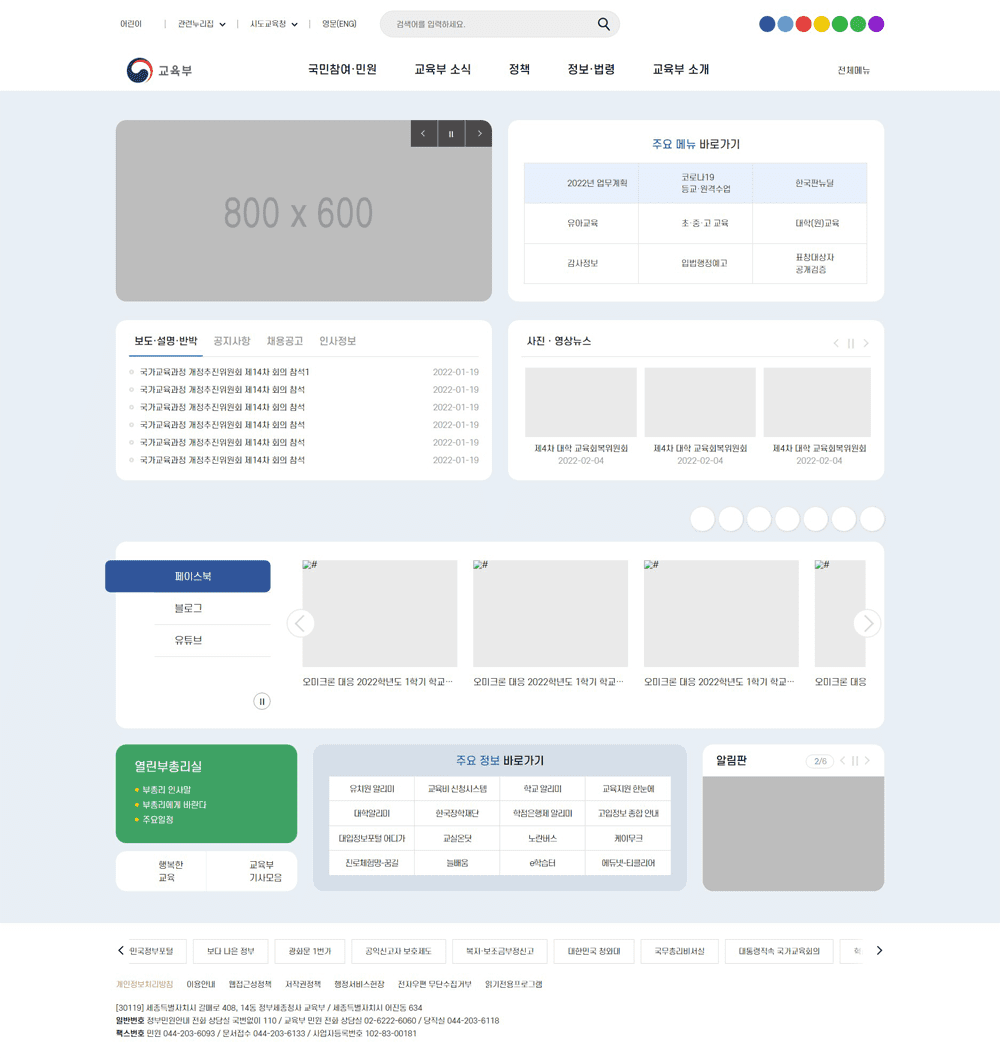 어린이
관련누리집
시도교육청
영문(ENG)
검색어를 입력하세요.
교육부
국민참여·민원
교육부 소식
정책
정보·법령
교육부 소개
전체메뉴
800 x 600
주요 메뉴 바로가기
2022년 업무계획
코로나19
등교·원격수업
한국판뉴딜
유아교육
초·중·고 교육
대학(원)교육
감사정보
입법행정예고
표창대상자
공개검증
보도·설명·반박 공지사항 채용공고 인사정보
국가교육과정 개정추진위원회 제14차 회의 참석1 2022-01-19
국가교육과정 개정추진위원회 제14차 회의 참석 2022-01-19
국가교육과정 개정추진위원회 제14차 회의 참석 2022-01-19
국가교육과정 개정추진위원회 제14차 회의 참석 2022-01-19
국가교육과정 개정추진위원회 제14차 회의 참석 2022-01-19
국가교육과정 개정추진위원회 제14차 회의 참석 2022-01-19
사진·영상뉴스
제4차 대학 교육회복위원회
2022-02-04
제4차 대학 교육회복위원회
2022-02-04
제4차 대학 교육회복위원회
2022-02-04
페이스북
블로그
유튜브
#
#
#
#
오미크론 대응 2022학년도 1학기 학교…
오미크론 대응 2022학년도 1학기 학교…
오미크론 대응 2022학년도 1학기 학교…
오미크론 대응
열린부총리실
부총리 인사말
부총리에게 바란다
주요일정
행복한
교육
교육부
기사모음
주요 정보 바로가기
유치원 알리미 교육비 신청시스템 학교 알리미 교육지원 한눈에
대학알리미 한국장학재단 학점은행제 알리미 고입정보 종합 안내
대입정보포털 어디가 교실온닷 노란버스 케이무크
진로체험망-꿈길 늘배움 e학습터 에듀넷-티클리어
알림판
2/6
민국정부포털
보다 나은 정부
광화문 1번가
공익신고자 보호제도
복지·보조금부정신고
대한민국 청와대
국무총리비서실
대통령직속 국가교육회의
개인정보처리방침 이용안내 웹접근성정책 저작권정책 행정서비스헌장 전자우편 무단수집거부 읽기전용프로그램
[30119] 세종특별자치시 갈매로 408, 14동 정부세종청사 교육부 / 세종특별자치시 어진동 634
일반번호 정부민원안내 전화 상담실 국번없이 110 / 교육부 민원 전화 상담실 02-6222-6060 / 당직실 044-203-6118
팩스번호 민원 044-203-6093 / 문서접수 044-203-6133 / 사업자등록번호 102-83-00181